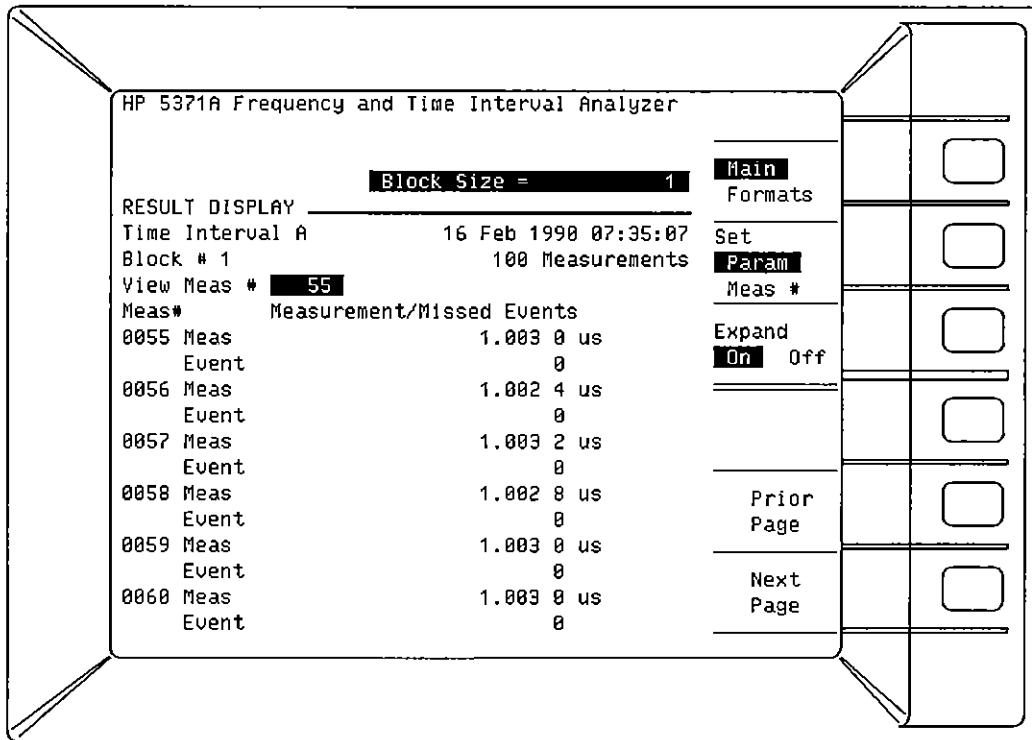 HP 5371A Frequency and Time Interval Analyzer
Block Size = 1
RESULT DISPLAY
Time Interval A 16 Feb 1990 07:35:07
Block # 1 100 Measurements
View Meas # 55
Meas# Measurement/Missed Events
0055 Meas 1.003 0 us
Event 0
0056 Meas 1.002 4 us
Event 0
0057 Meas 1.003 2 us
Event 0
0058 Meas 1.002 8 us
Event 0
0059 Meas 1.003 0 us
Event 0
0060 Meas 1.003 0 us
Event 0
Main
Formats
Set
Param
Meas #
Expand
On Off
Prior
Page
Next
Page